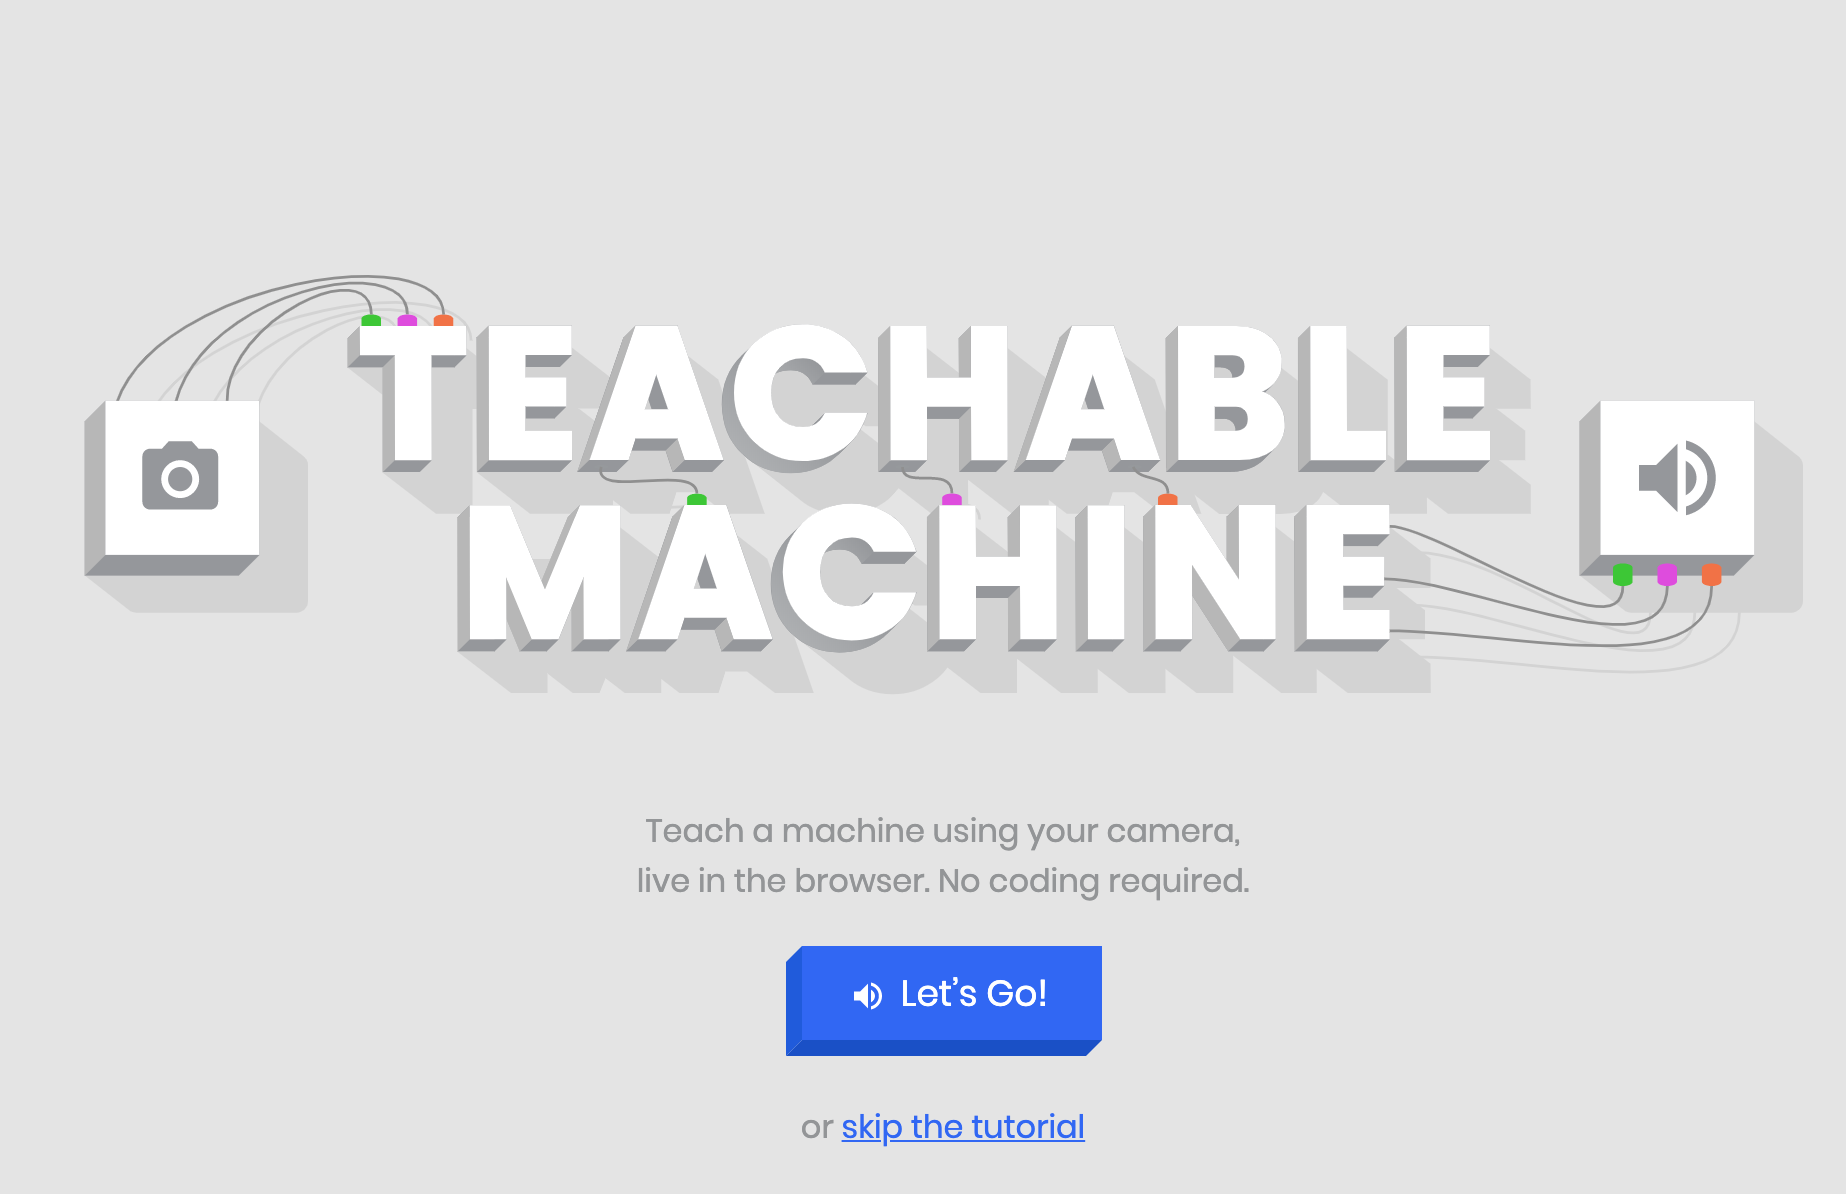 TEACHABLE
MACHINE
Teach a machine using your camera,
live in the browser. No coding required.
Let’s Go!
or skip the tutorial